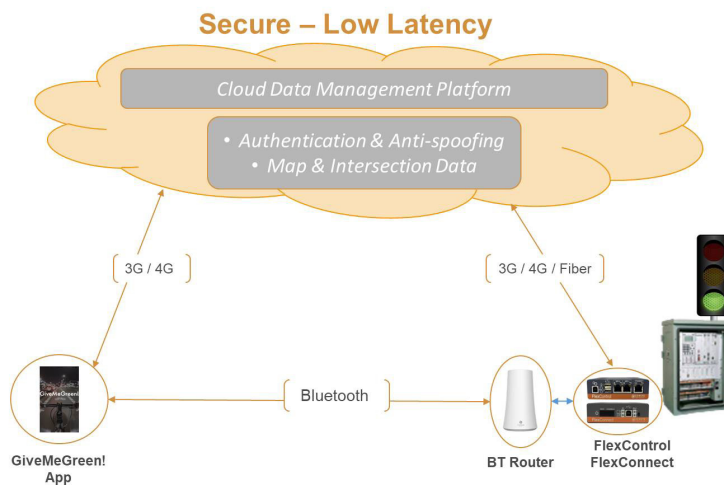 Secure – Low Latency
Cloud Data Management Platform
• Authentication & Anti-spoofing
• Map & Intersection Data
3G / 4G
3G / 4G / Fiber
GiveMeGreen!
Bluetooth
FlexControl
GiveMeGreen!
App
BT Router
FlexControl
FlexConnect